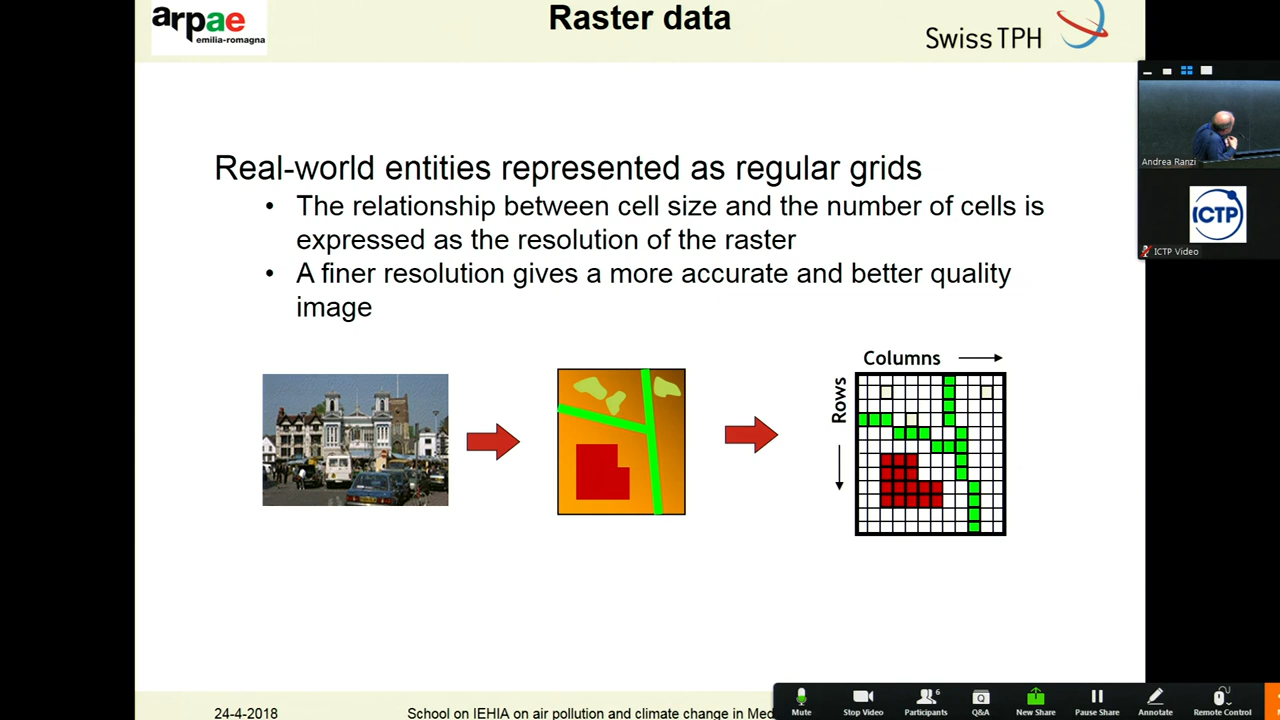 arpae
emilia-romagna
Raster data
Swiss TPH
Real-world entities represented as regular grids
• The relationship between cell size and the number of cells is
expressed as the resolution of the raster
• A finer resolution gives a more accurate and better quality
image
Columns
Rows
24-4-2018
School on IEHIA on air pollution and climate change in Med
Andrea Ranzi
ICTP
ICTP Video
Mute
Stop Video
Participants
6
Q&A
New Share
Pause Share
Annotate
Remote Control